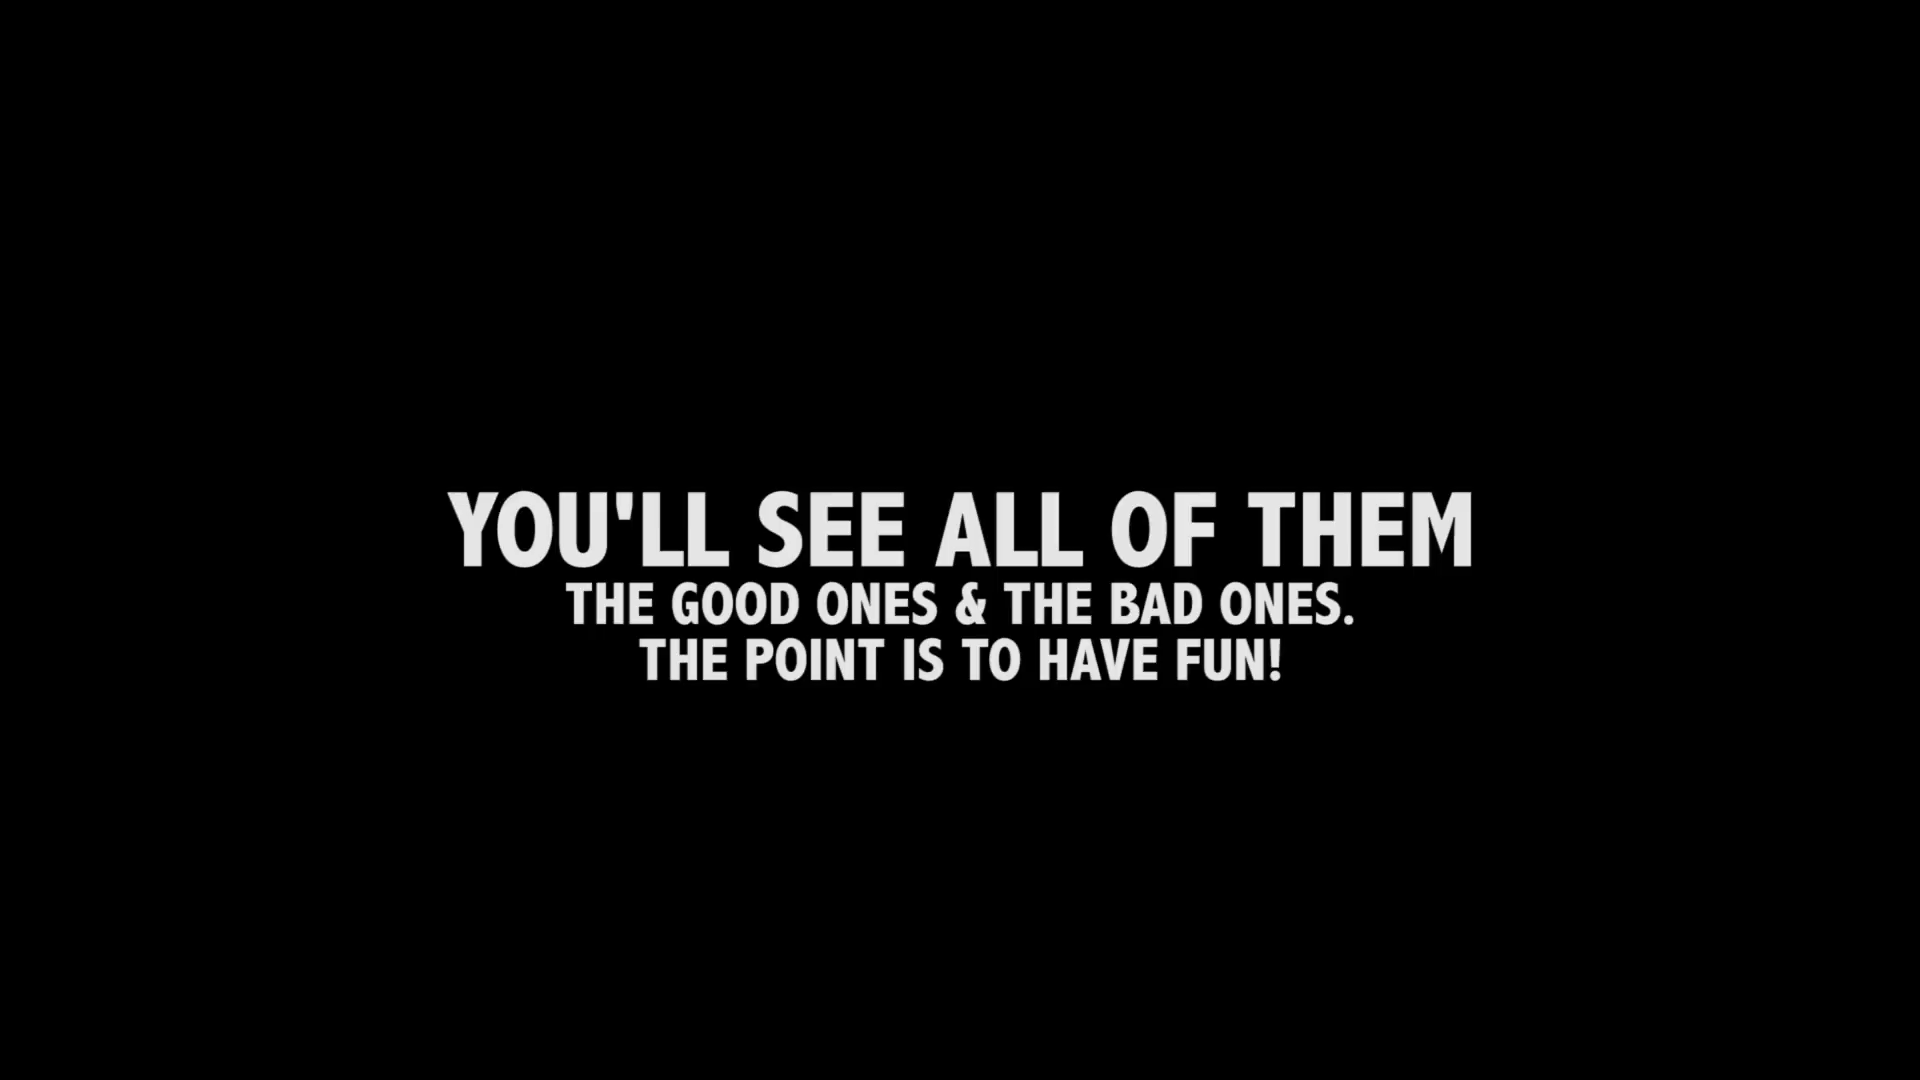 YOU'LL SEE ALL OF THEM
THE GOOD ONES & THE BAD ONES.
THE POINT IS TO HAVE FUN!